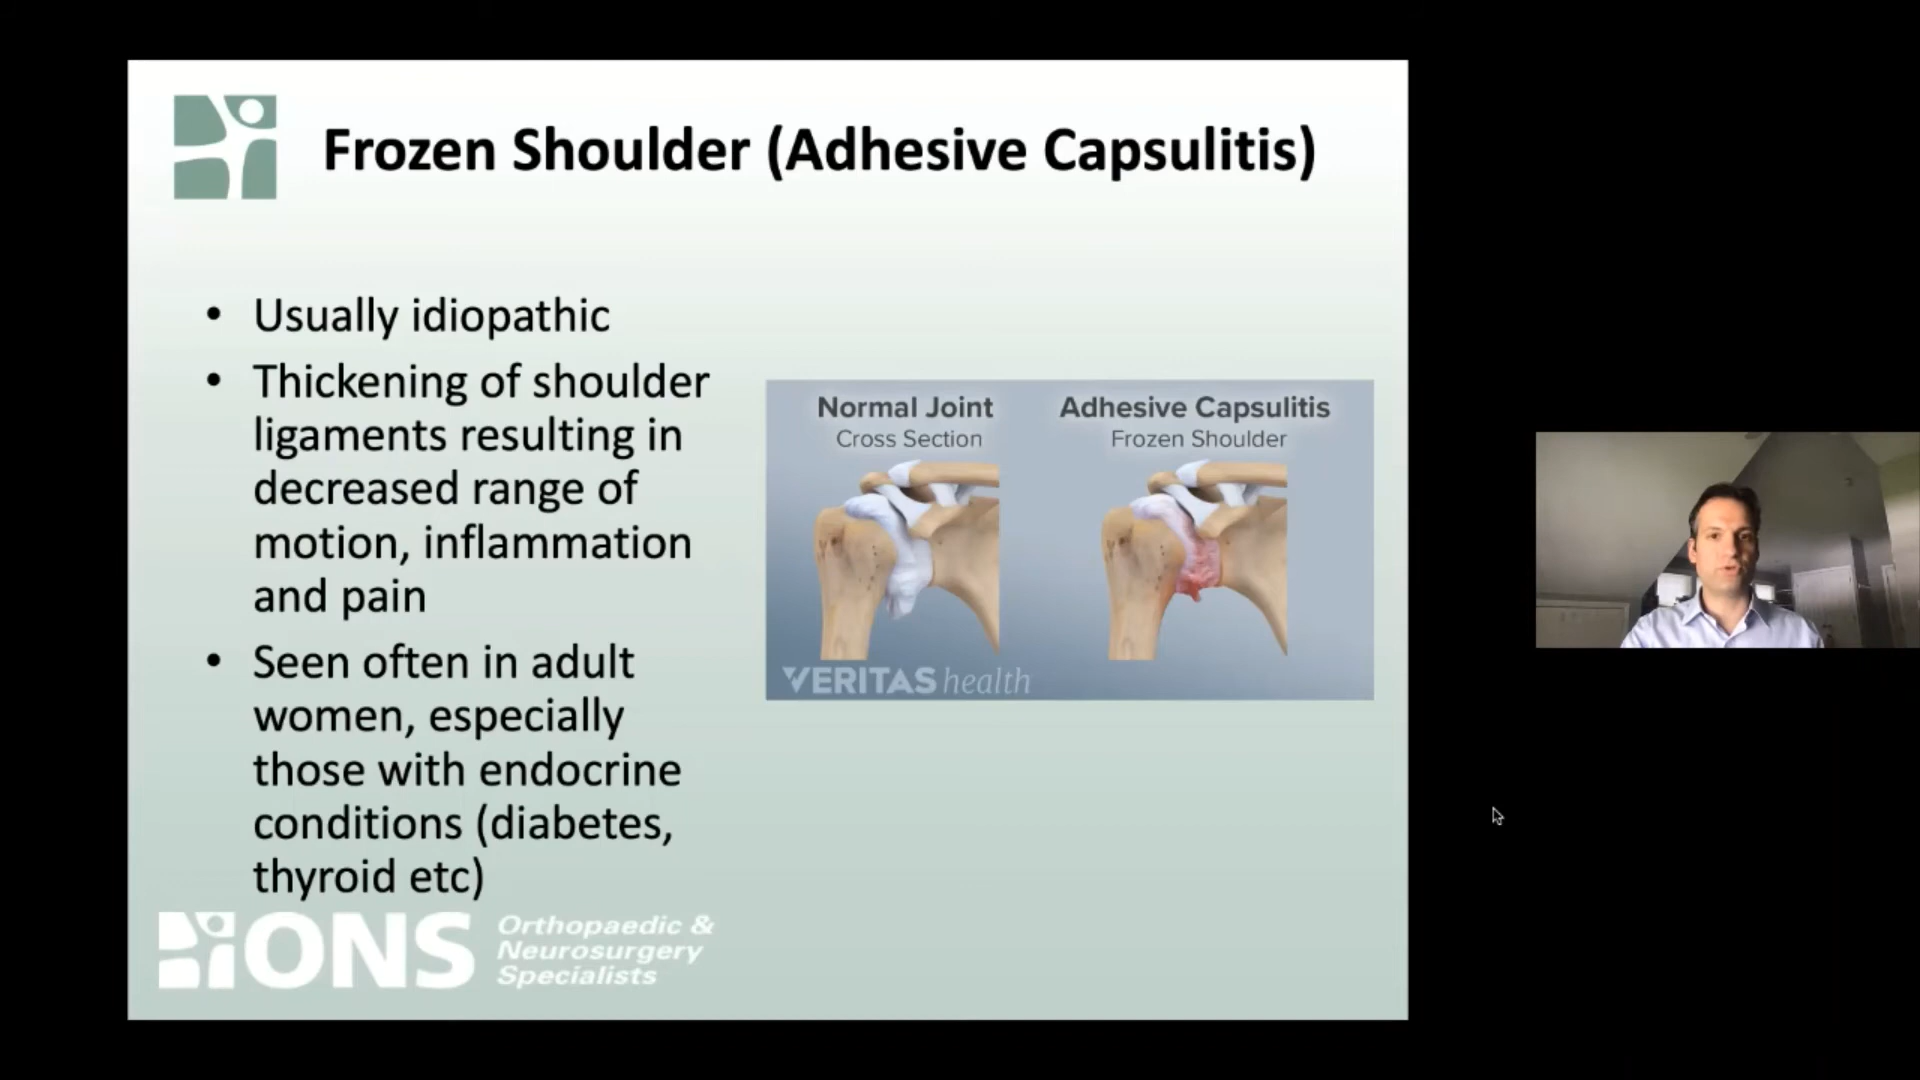 Frozen Shoulder (Adhesive Capsulitis)
• Usually idiopathic
• Thickening of shoulder
ligaments resulting in
decreased range of
motion, inflammation
and pain
• Seen often in adult
women, especially
those with endocrine
conditions (diabetes,
thyroid etc)
Normal Joint
Cross Section
Adhesive Capsulitis
Frozen Shoulder
VERITAS health
ONS
Orthopaedic &
Neurosurgery
Specialists